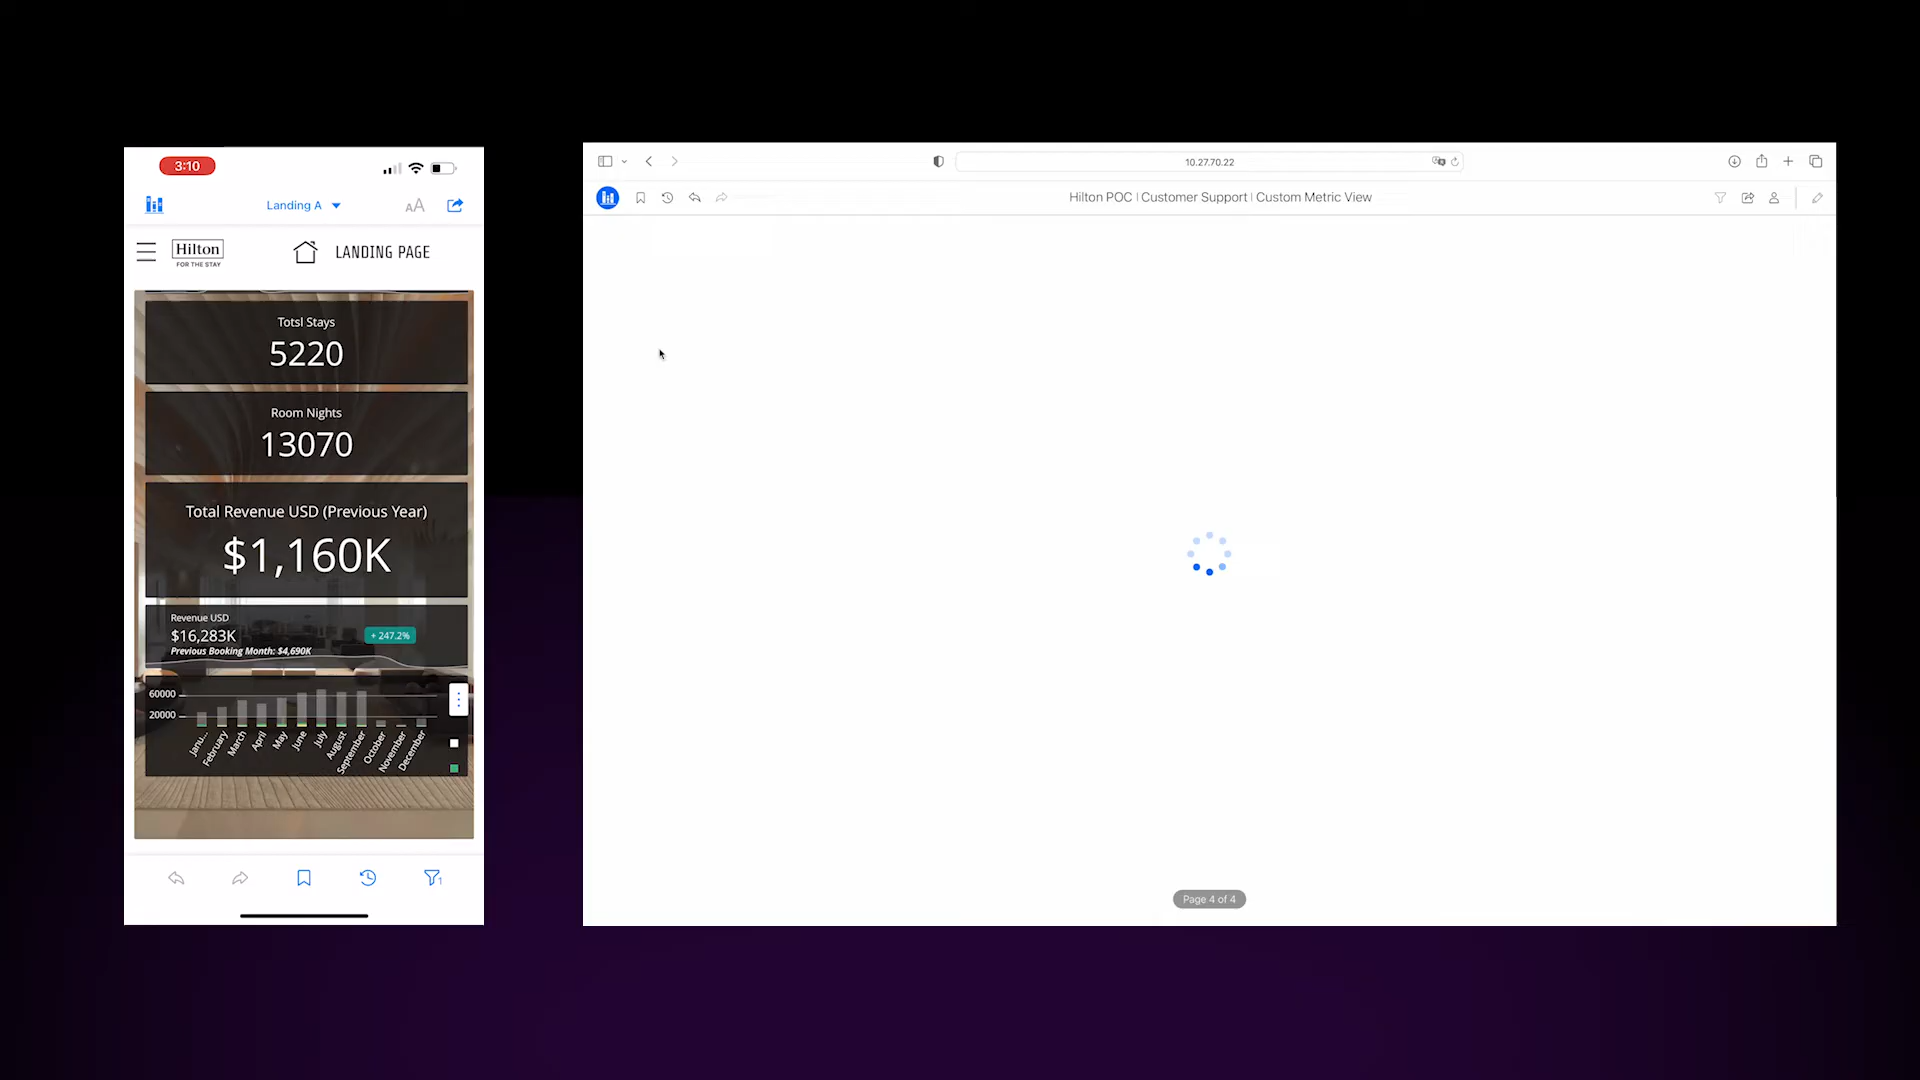 3:10
Landing A
AA
Hilton
FOR THE STAY
LANDING PAGE
Totsl Stays
5220
Room Nights
13070
Total Revenue USD (Previous Year)
$1,160K
Revenue USD
$16,283K
+ 247.2%
Previous Booking Month: $4,690K
60000
20000
Janu...
February
March
April
May
June
July
August
September
October
November
December
1
10.27.70.22
Hilton POC | Customer Support | Custom Metric View
Page 4 of 4